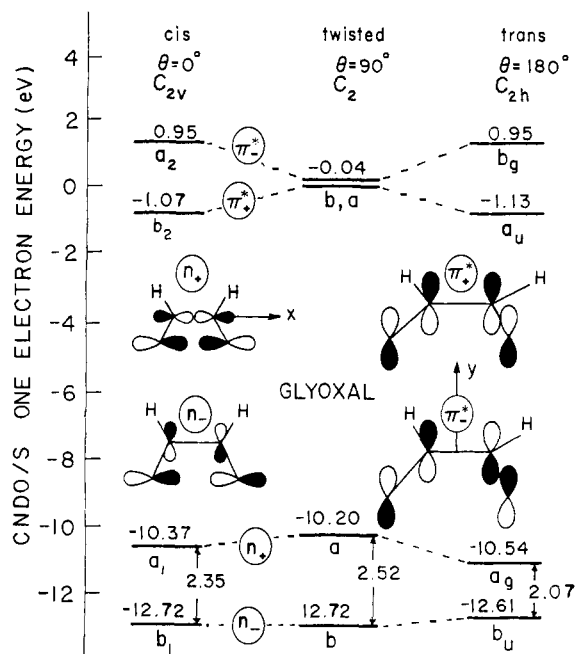 cis twisted trans
θ=0° θ=90° θ=180°
C2v C2 C2h
CNDO/S ONE ELECTRON ENERGY (eV)
4
2
0
-2
-4
-6
-8
-10
-12
0.95 π*- -0.04 0.95
a2 bg
-1.07 π*+ b, a -1.13
b2 au
n+ π*+
H H H H
x
y
GLYOXAL
n- π*-
H H H H
-10.37 n+ -10.20 -10.54
a1 a ag
2.35 2.52 2.07
-12.72 n- 12.72 -12.61
b1 b bu